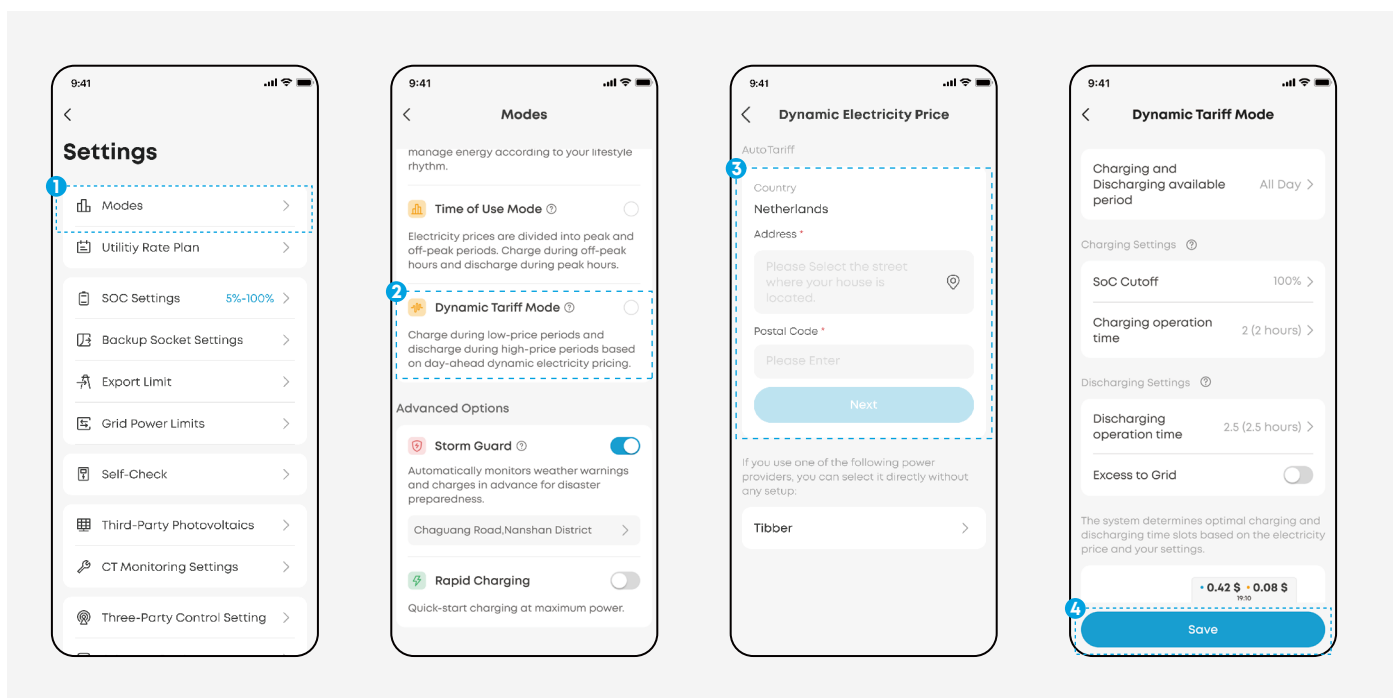 9:41
Settings
1
Modes
Utilitiy Rate Plan
SOC Settings 5%-100%
Backup Socket Settings
Export Limit
Grid Power Limits
Self-Check
Third-Party Photovoltaics
CT Monitoring Settings
Three-Party Control Setting
9:41
Modes
manage energy according to your lifestyle
rhythm.
Time of Use Mode ?
Electricity prices are divided into peak and
off-peak periods. Charge during off-peak
hours and discharge during peak hours.
2
Dynamic Tariff Mode ?
Charge during low-price periods and
discharge during high-price periods based
on day-ahead dynamic electricity pricing.
Advanced Options
Storm Guard ?
Automatically monitors weather warnings
and charges in advance for disaster
preparedness.
Chaguang Road,Nanshan District
Rapid Charging
Quick-start charging at maximum power.
9:41
Dynamic Electricity Price
AutoTariff
3
Country
Netherlands
Address *
Please Select the street
where your house is
located.
Postal Code *
Please Enter
Next
If you use one of the following power
providers, you can select it directly without
any setup:
Tibber
9:41
Dynamic Tariff Mode
Charging and
Discharging available
period
All Day
Charging Settings ?
SoC Cutoff 100%
Charging operation
time
2 (2 hours)
Discharging Settings ?
Discharging
operation time
2.5 (2.5 hours)
Excess to Grid
The system determines optimal charging and
discharging time slots based on the electricity
price and your settings.
0.42 $ 0.08 $
19:10
4
Save